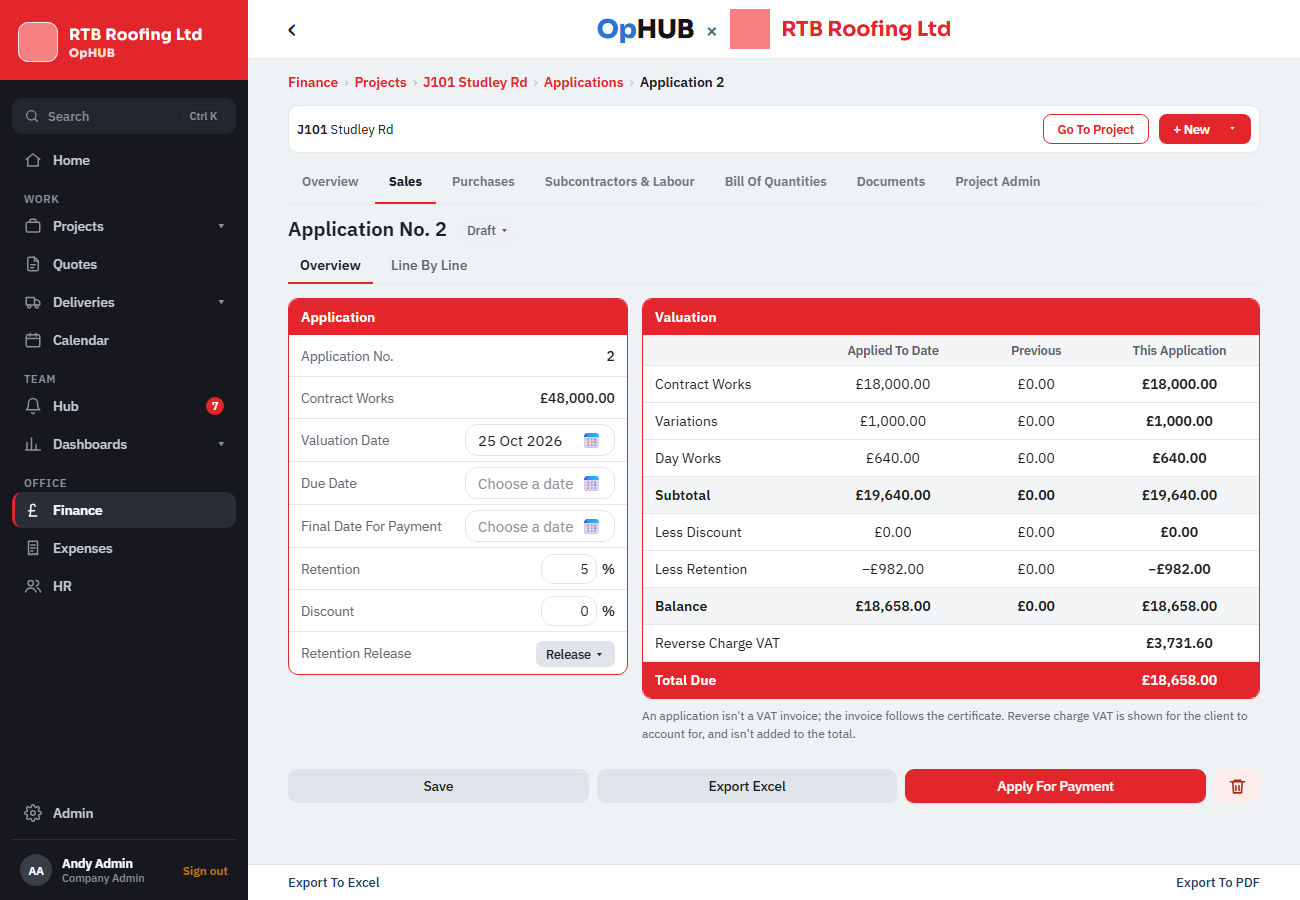 RTB Roofing Ltd
OpHUB
Search Ctrl K
Home
WORK
Projects
Quotes
Deliveries
Calendar
TEAM
Hub 7
Dashboards
OFFICE
Finance
Expenses
HR
Admin
AA Andy Admin
Company Admin
Sign out
OpHUB × RTB Roofing Ltd
Finance › Projects › J101 Studley Rd › Applications › Application 2
J101 Studley Rd Go To Project + New
Overview Sales Purchases Subcontractors & Labour Bill Of Quantities Documents Project Admin
Application No. 2 Draft
Overview Line By Line
Application
Application No. 2
Contract Works £48,000.00
Valuation Date 25 Oct 2026
Due Date Choose a date
Final Date For Payment Choose a date
Retention 5 %
Discount 0 %
Retention Release Release
Valuation
Applied To Date Previous This Application
Contract Works £18,000.00 £0.00 £18,000.00
Variations £1,000.00 £0.00 £1,000.00
Day Works £640.00 £0.00 £640.00
Subtotal £19,640.00 £0.00 £19,640.00
Less Discount £0.00 £0.00 £0.00
Less Retention −£982.00 £0.00 −£982.00
Balance £18,658.00 £0.00 £18,658.00
Reverse Charge VAT £3,731.60
Total Due £18,658.00
An application isn't a VAT invoice; the invoice follows the certificate. Reverse charge VAT is shown for the client to
account for, and isn’t added to the total.
Save Export Excel Apply For Payment
Export To Excel Export To PDF